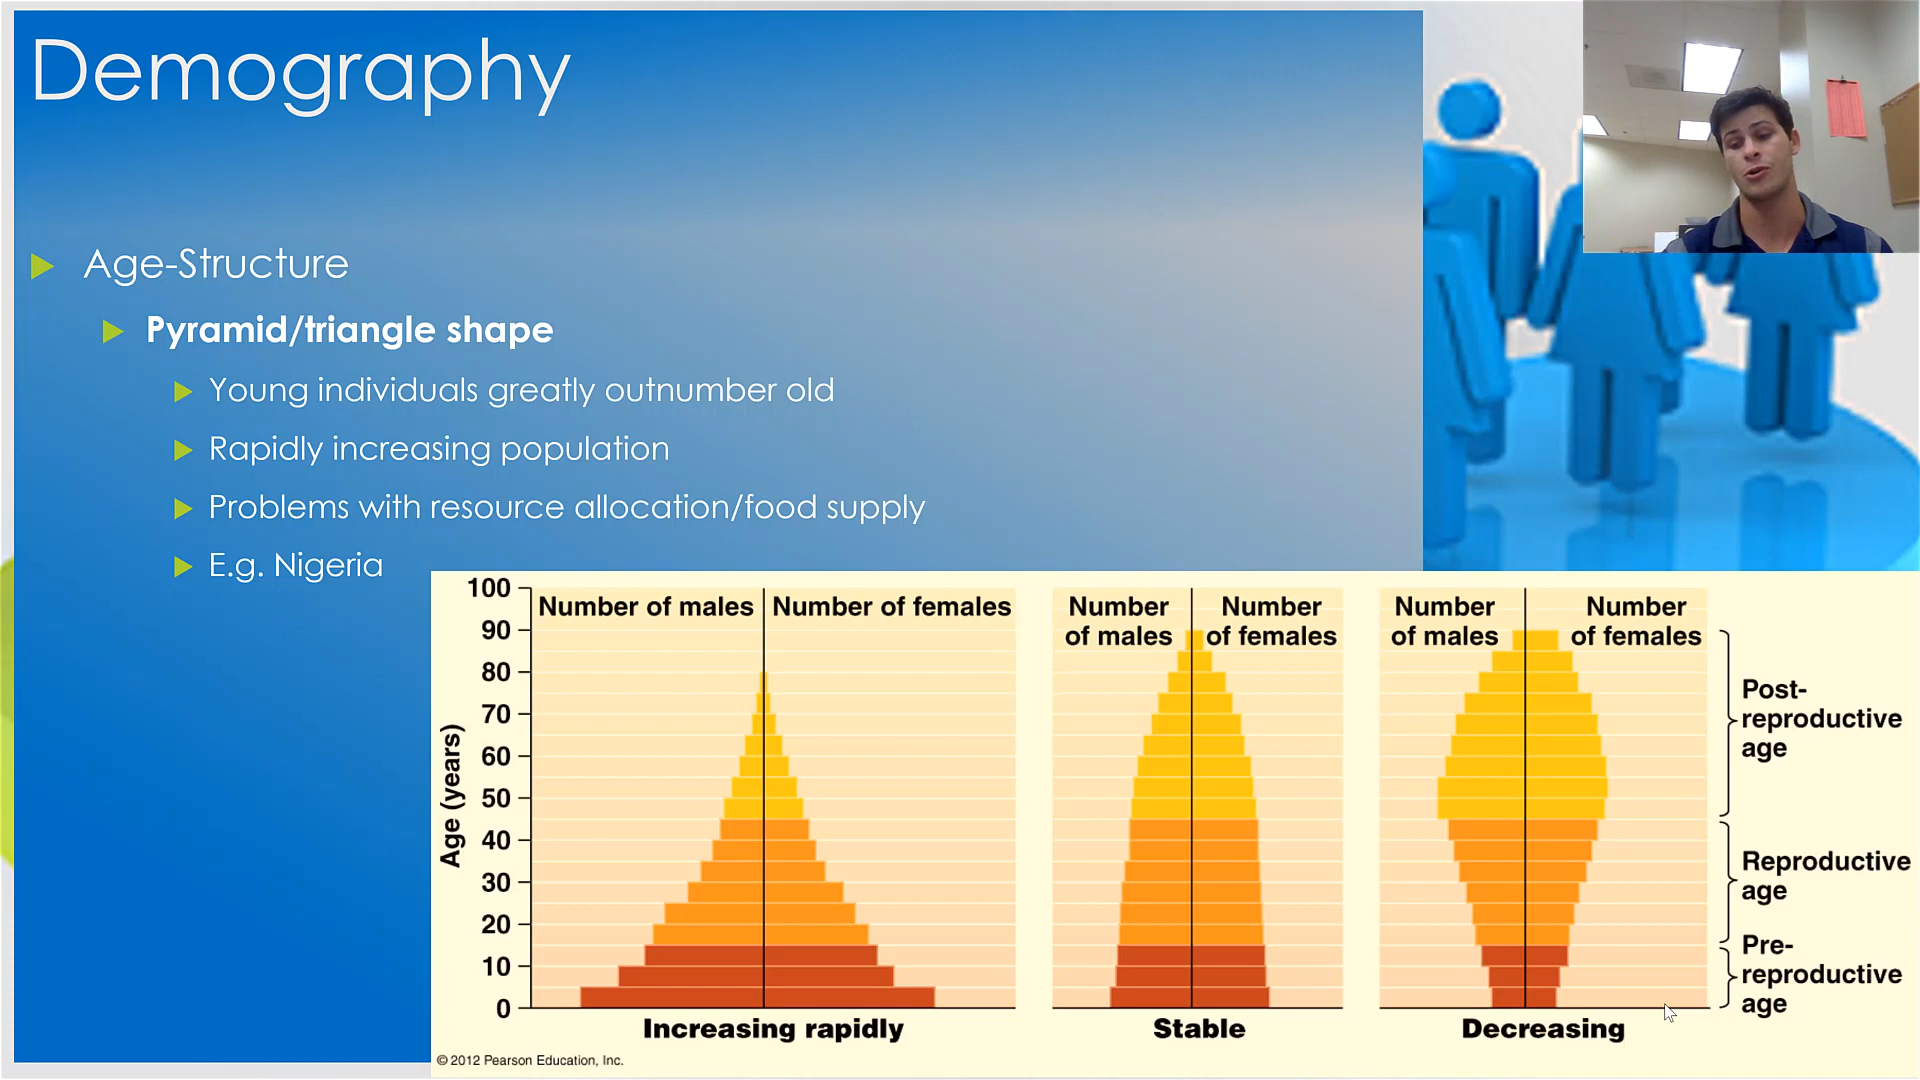 Demography
Age-Structure
Pyramid/triangle shape
Young individuals greatly outnumber old
Rapidly increasing population
Problems with resource allocation/food supply
E.g. Nigeria
Age (years)
100
90
80
70
60
50
40
30
20
10
0
Number of males
Number of females
Increasing rapidly
Number
of males
Number
of females
Stable
Number
of males
Number
of females
Decreasing
Post-
reproductive
age
Reproductive
age
Pre-
reproductive
age
© 2012 Pearson Education, Inc.